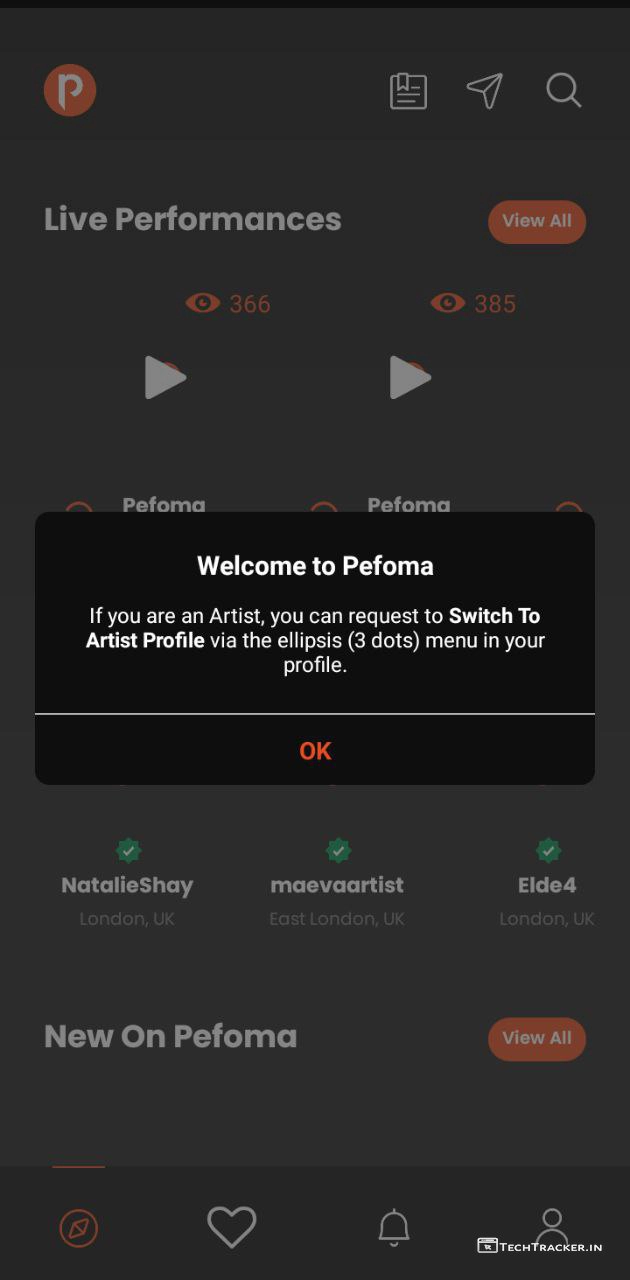 Live Performances
View All
366
385
Pefoma
Pefoma
Welcome to Pefoma
If you are an Artist, you can request to Switch To
Artist Profile via the ellipsis (3 dots) menu in your
profile.
OK
NatalieShay
maevaartist
Elde4
London, UK
East London, UK
London, UK
New On Pefoma
View All
TECHTRACKER.IN